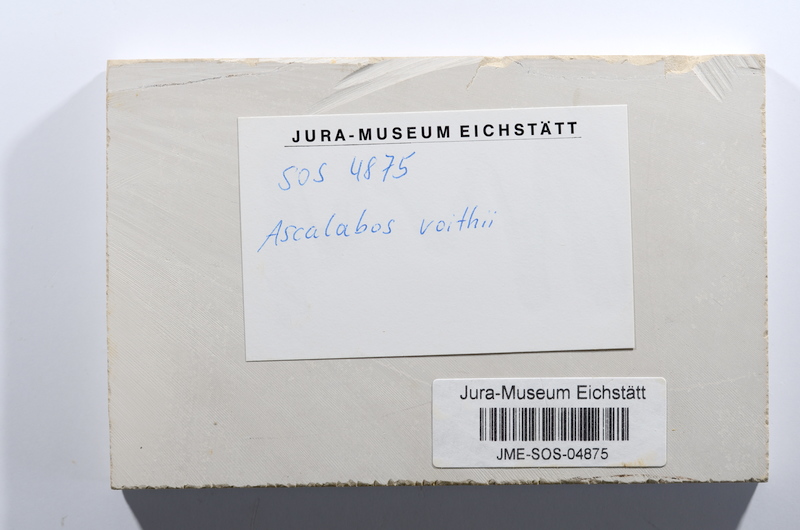 JURA-MUSEUM EICHSTÄTT
SOS 4875
Ascalabos voithii
Jura-Museum Eichstätt
JME-SOS-04875